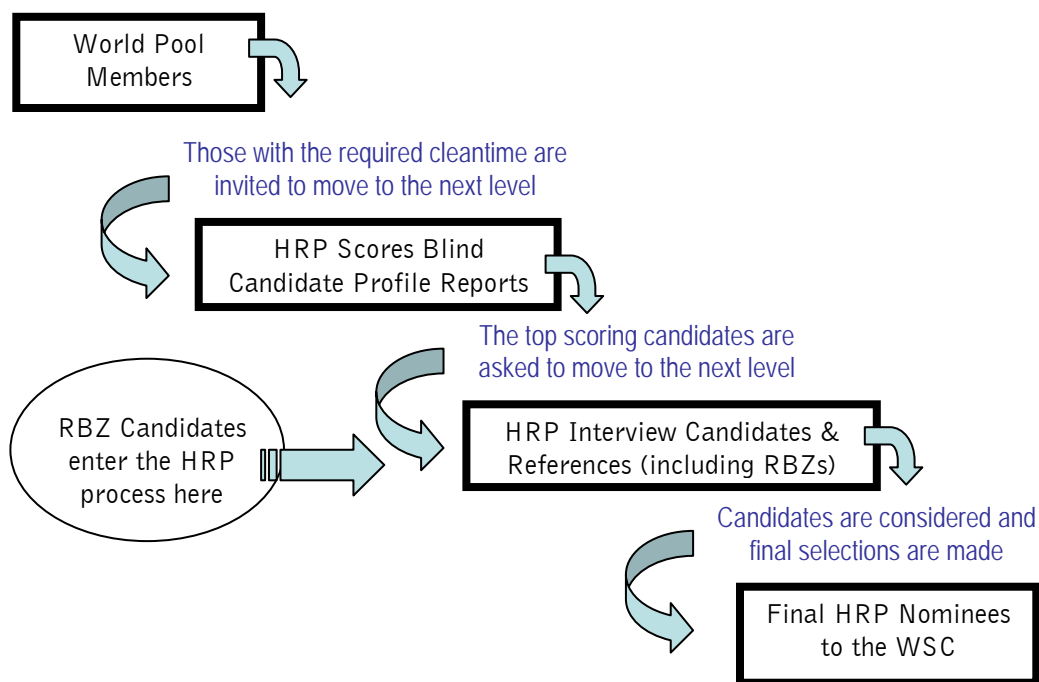 World Pool
Members
Those with the required cleantime are
invited to move to the next level
HRP Scores Blind
Candidate Profile Reports
The top scoring candidates are
asked to move to the next level
RBZ Candidates
enter the HRP
process here
HRP Interview Candidates &
References (including RBZs)
Candidates are considered and
final selections are made
Final HRP Nominees
to the WSC